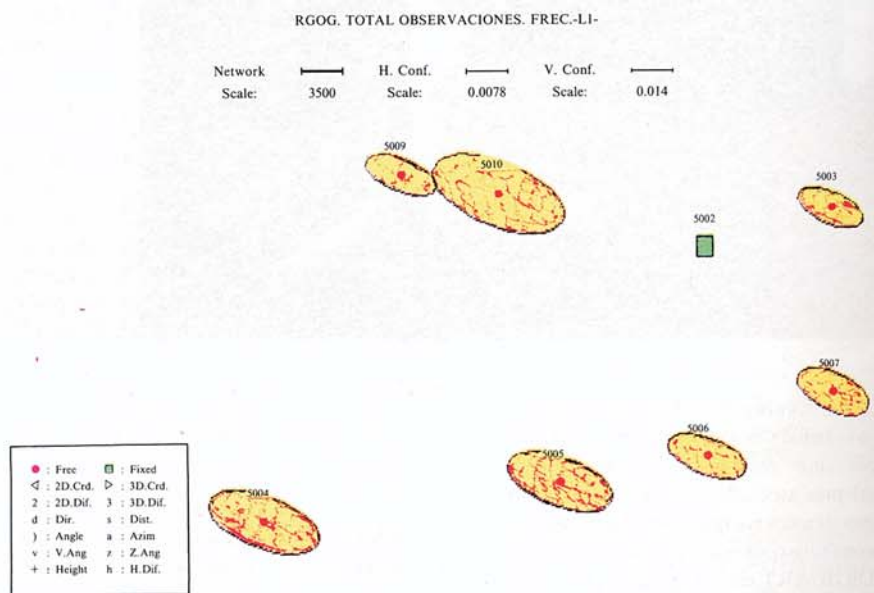 RGOG. TOTAL OBSERVACIONES. FREC.-L1-
Network H. Conf. V. Conf.
Scale: 3500 Scale: 0.0078 Scale: 0.014
5009
5010
5003
5002
5007
5006
5005
5004
: Free : Fixed
: 2D.Crd. : 3D.Crd.
2 : 2D.Dif. 3 : 3D.Dif.
d : Dir. s : Dist.
) : Angle a : Azim
v : V.Ang z : Z.Ang
+ : Height h : H.Dif.